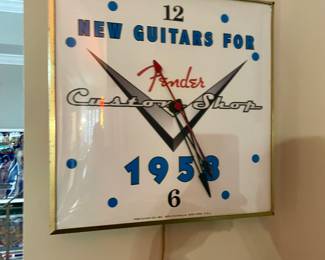 12
NEW GUITARS FOR
Fender
Custom Shop
1953
6